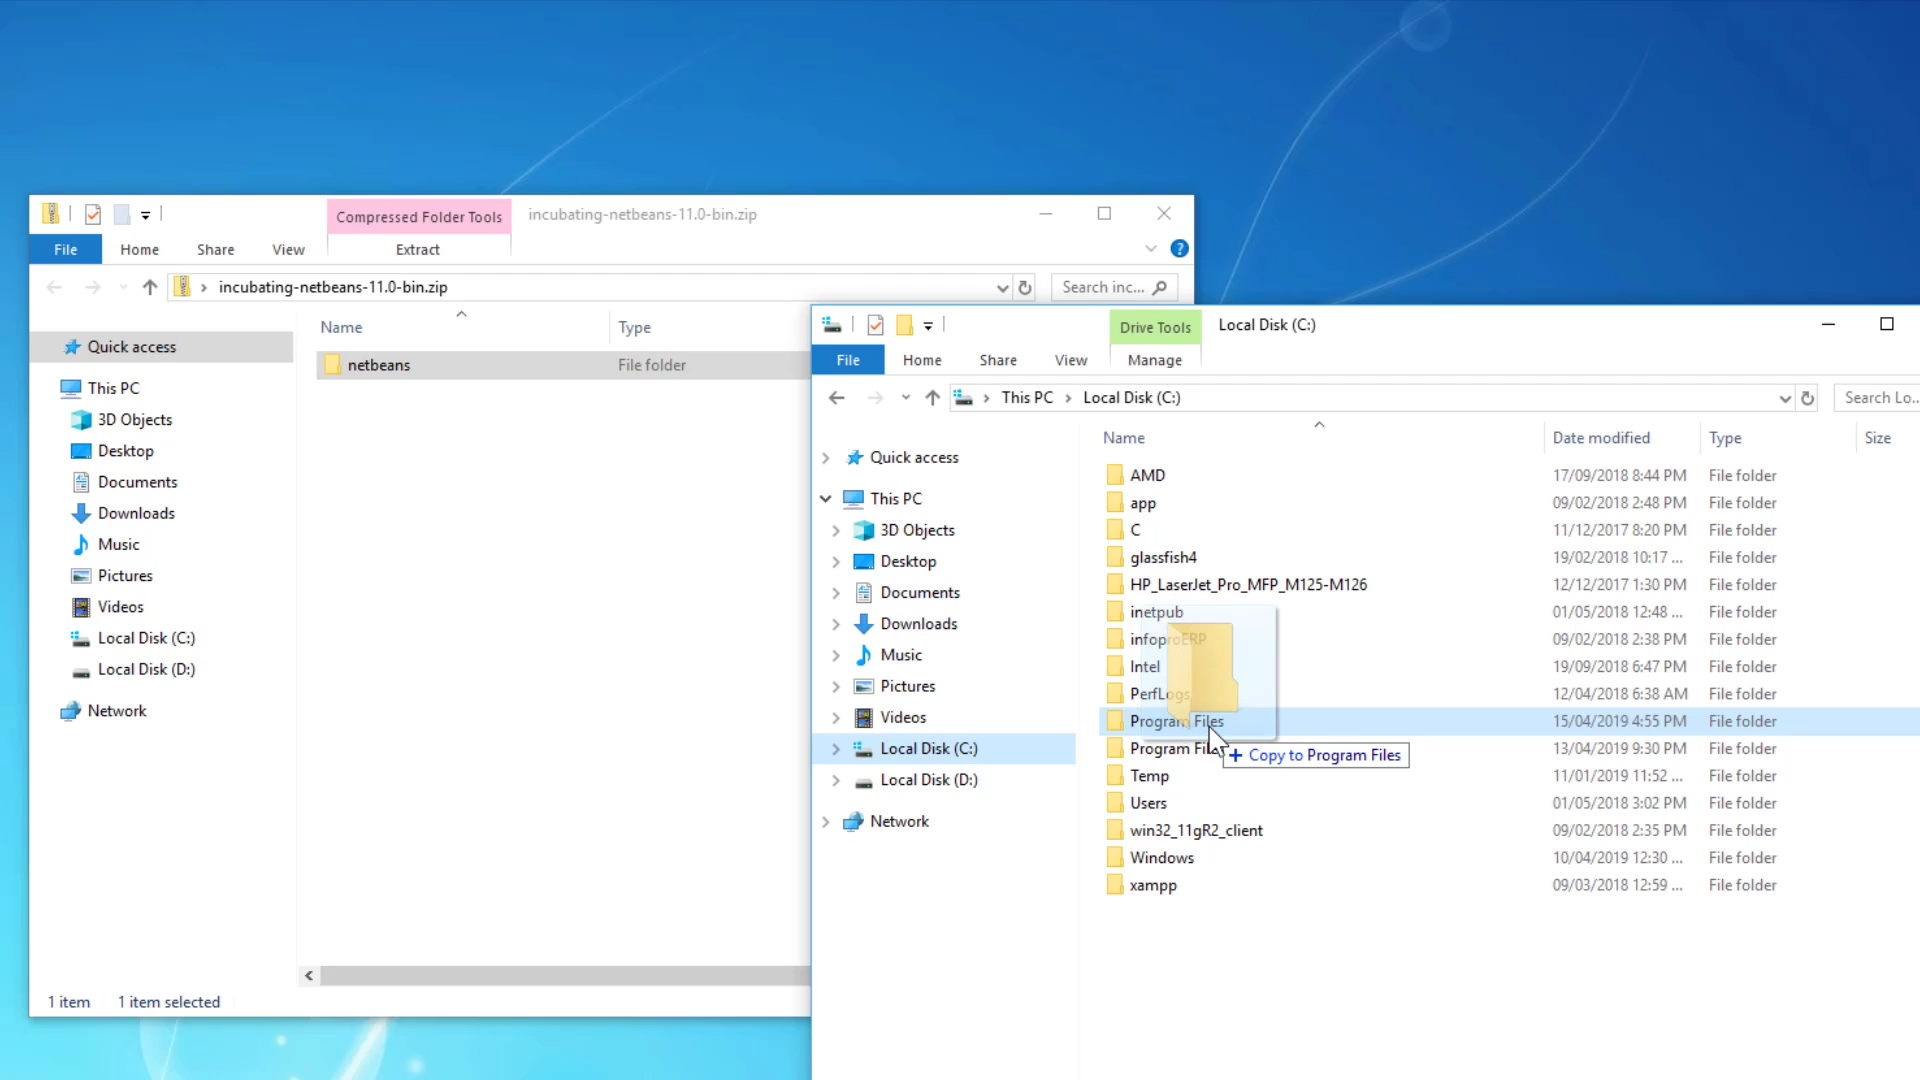 Compressed Folder Tools
incubating-netbeans-11.0-bin.zip
File
Home
Share
View
Extract
?
incubating-netbeans-11.0-bin.zip
Search inc...
Name
Type
Quick access
netbeans
File folder
This PC
3D Objects
Desktop
Documents
Downloads
Music
Pictures
Videos
Local Disk (C:)
Local Disk (D:)
Network
1 item
1 item selected
Drive Tools
Local Disk (C:)
File
Home
Share
View
Manage
This PC
Local Disk (C:)
Search Lo...
Name
Date modified
Type
Size
Quick access
This PC
3D Objects
Desktop
Documents
Downloads
Music
Pictures
Videos
Local Disk (C:)
Local Disk (D:)
Network
AMD 17/09/2018 8:44 PM File folder
app 09/02/2018 2:48 PM File folder
C 11/12/2017 8:20 PM File folder
glassfish4 19/02/2018 10:17 ... File folder
HP_LaserJet_Pro_MFP_M125-M126 12/12/2017 1:30 PM File folder
inetpub 01/05/2018 12:48 ... File folder
infoproERP 09/02/2018 2:38 PM File folder
Intel 19/09/2018 6:47 PM File folder
PerfLogs 12/04/2018 6:38 AM File folder
Program Files 15/04/2019 4:55 PM File folder
Program 13/04/2019 9:30 PM File folder
+ Copy to Program Files
Temp 11/01/2019 11:52 ... File folder
Users 01/05/2018 3:02 PM File folder
win32_11gR2_client 09/02/2018 2:35 PM File folder
Windows 10/04/2019 12:30 ... File folder
xampp 09/03/2018 12:59 ... File folder